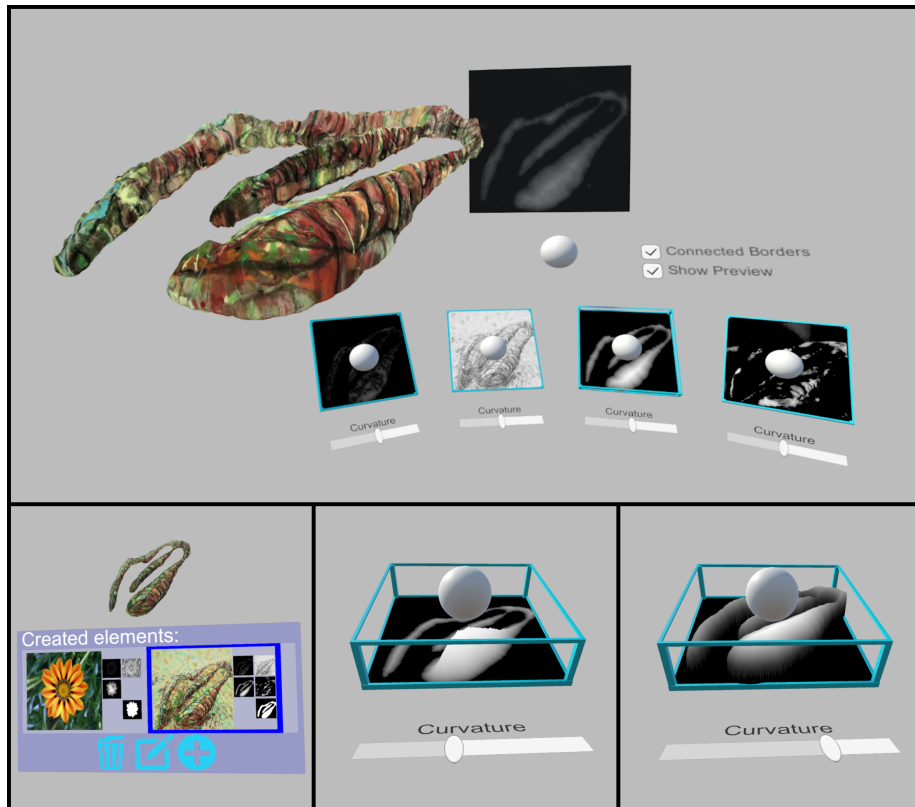 Connected Borders
Show Preview
Curvature
Curvature
Curvature
Curvature
Created elements:
Curvature
Curvature